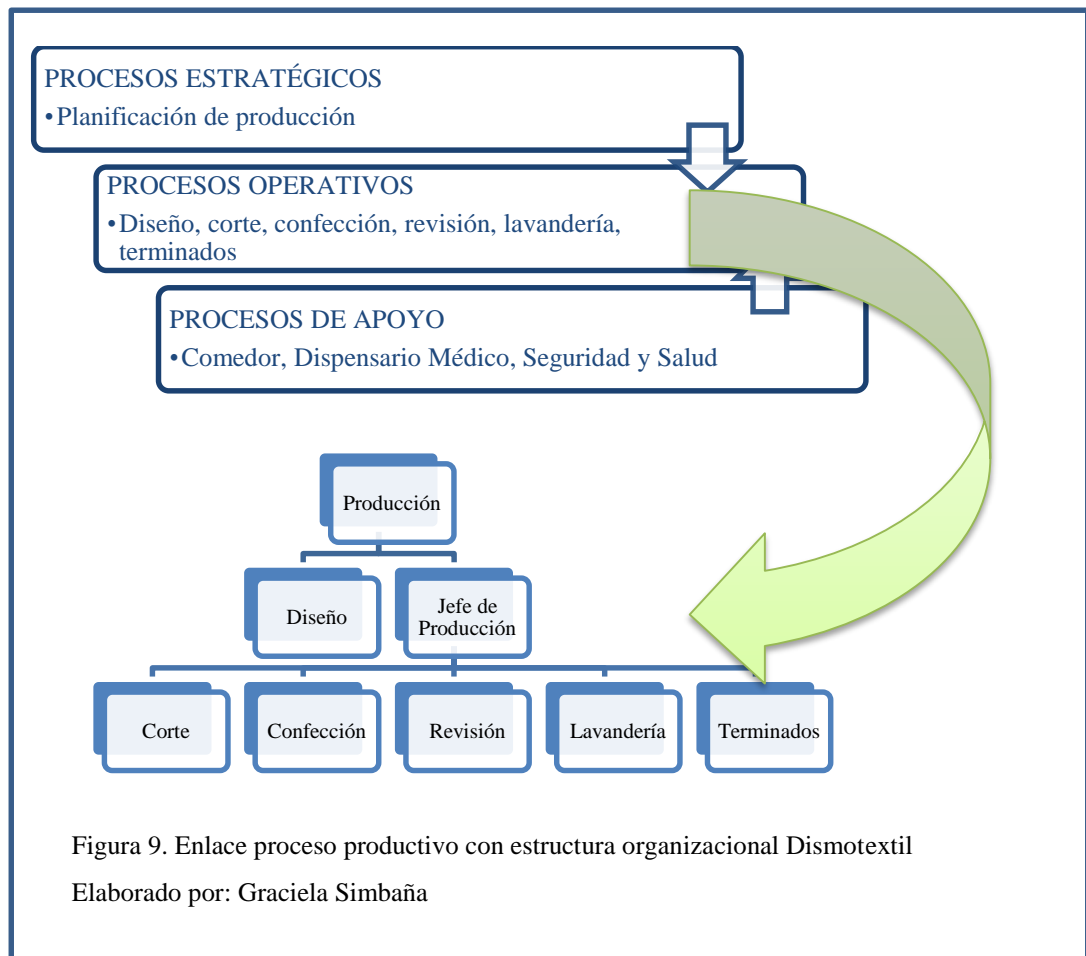 PROCESOS ESTRATÉGICOS
•Planificación de producción
PROCESOS OPERATIVOS
•Diseño, corte, confección, revisión, lavandería,
terminados
PROCESOS DE APOYO
•Comedor, Dispensario Médico, Seguridad y Salud
Producción
Diseño
Jefe de
Producción
Corte
Confección
Revisión
Lavandería
Terminados
Figura 9. Enlace proceso productivo con estructura organizacional Dismotextil
Elaborado por: Graciela Simbaña